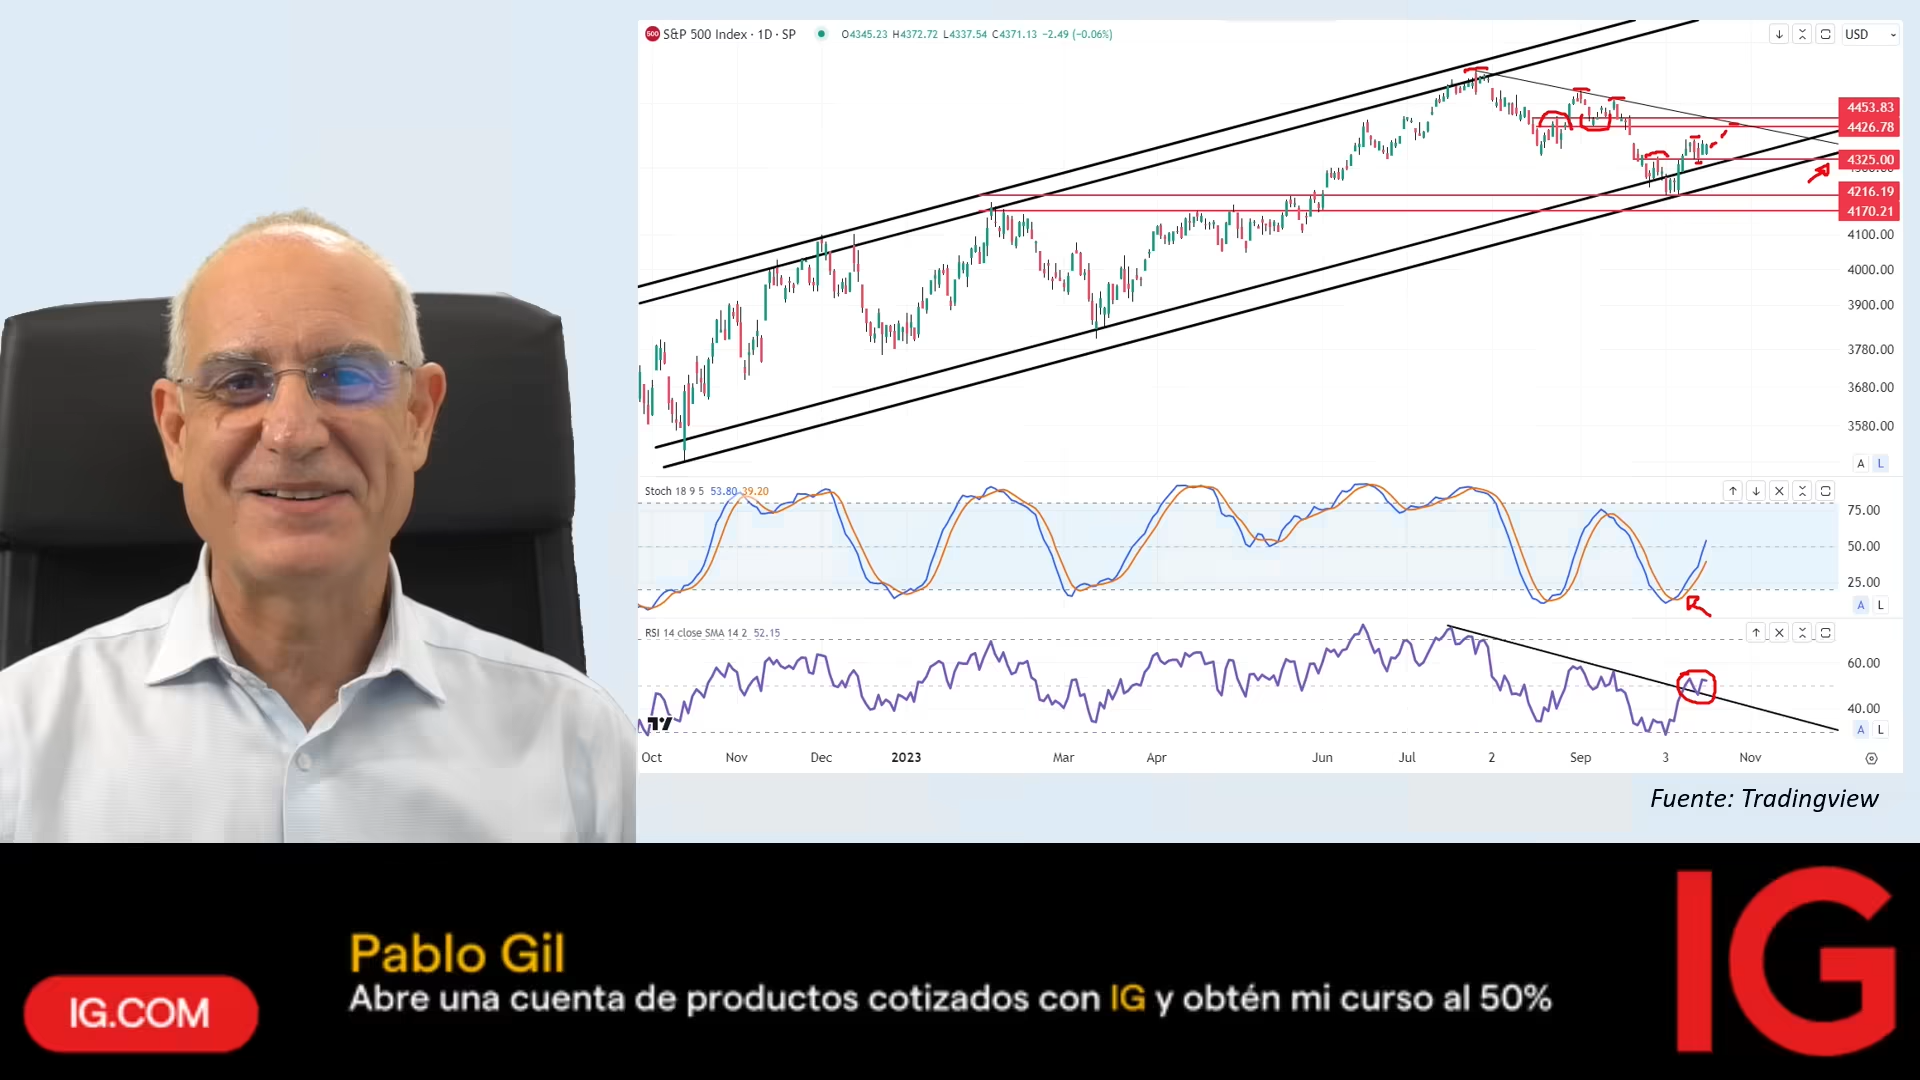 S&P 500 Index · 1D · SP
O4345.23 H4372.72 L4337.54 C4371.13 −2.49 (−0.06%)
USD
4453.83
4426.78
4325.00
4216.19
4170.21
4100.00
4000.00
3900.00
3780.00
3680.00
3580.00
A L
Stoch 18 9 5 53.80 39.20
75.00
50.00
25.00
A L
RSI 14 close SMA 14 2 52.15
60.00
40.00
A L
Oct Nov Dec 2023 Mar Apr Jun Jul 2 Sep 3 Nov
Fuente: Tradingview
Pablo Gil
Abre una cuenta de productos cotizados con IG y obtén mi curso al 50%
IG.COM
IG